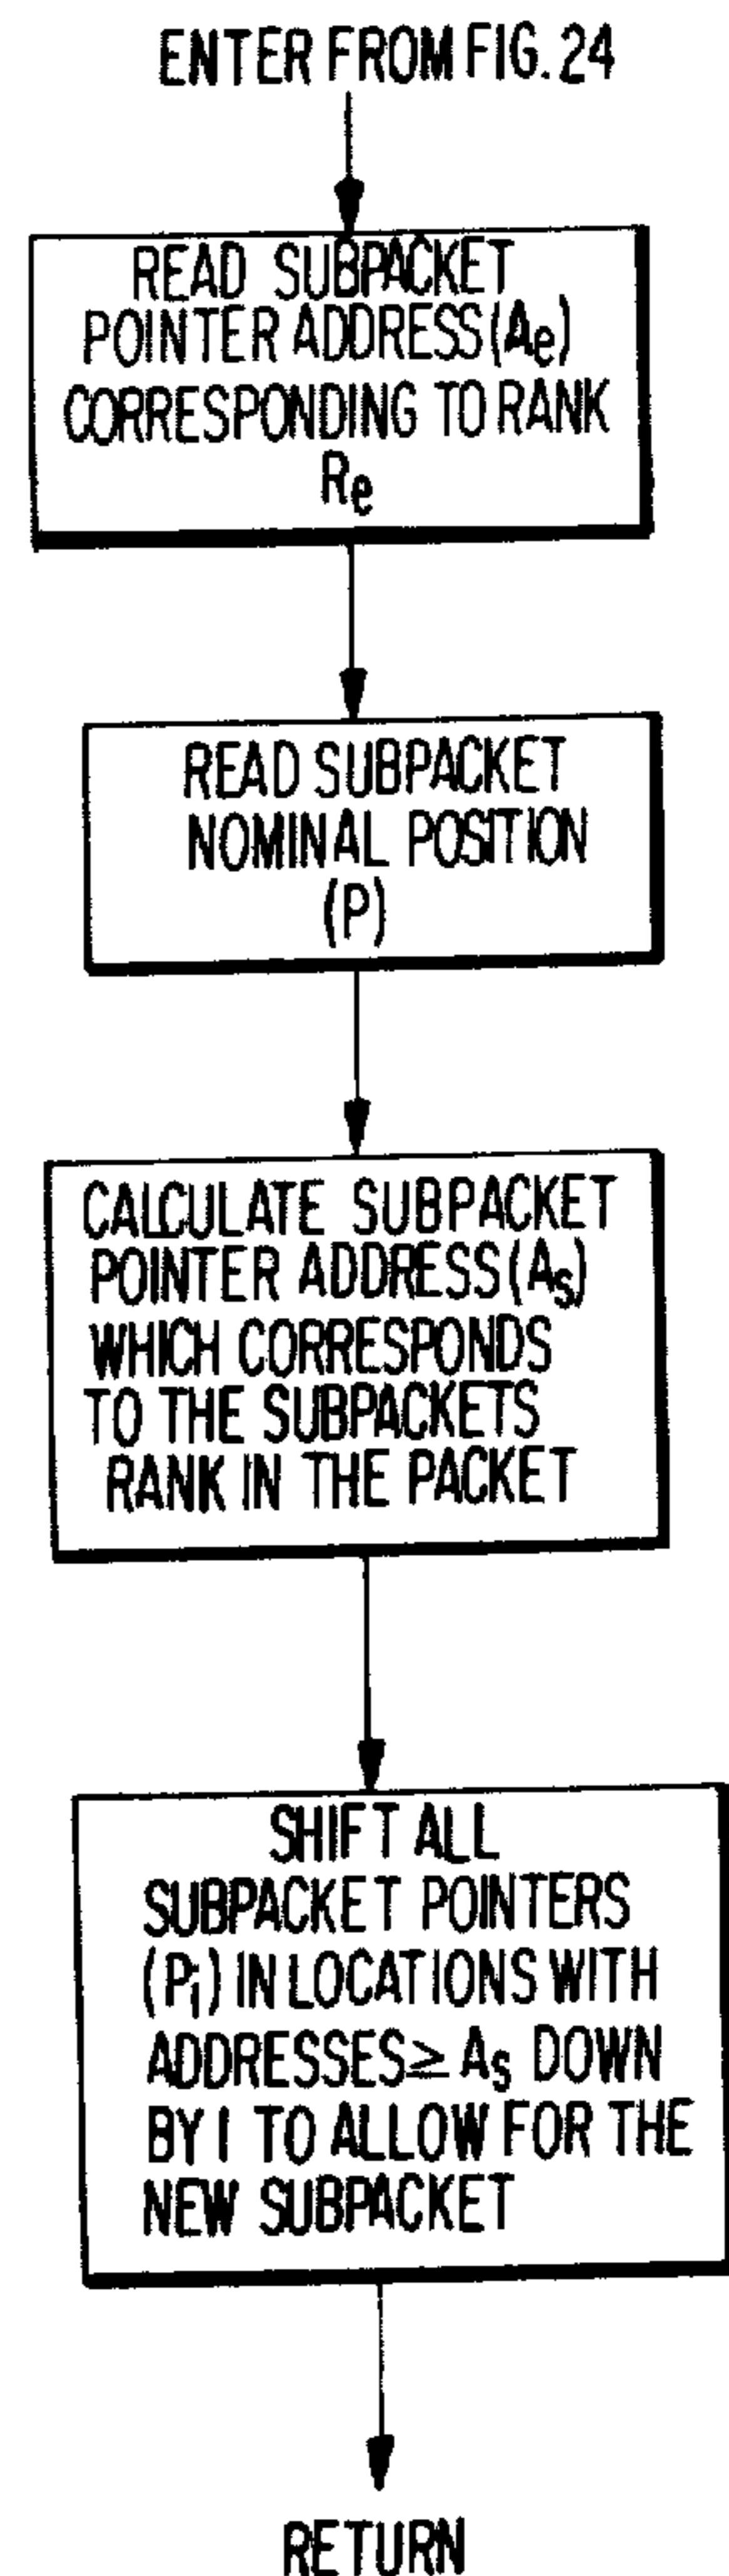 ENTER FROM FIG. 24
READ SUBPACKET
POINTER ADDRESS (Ae)
CORRESPONDING TO RANK
Re
READ SUBPACKET
NOMINAL POSITION
(P)
CALCULATE SUBPACKET
POINTER ADDRESS (As)
WHICH CORRESPONDS
TO THE SUBPACKETS
RANK IN THE PACKET
SHIFT ALL
SUBPACKET POINTERS
(Pi) IN LOCATIONS WITH
ADDRESSES ≥ As DOWN
BY 1 TO ALLOW FOR THE
NEW SUBPACKET
RETURN